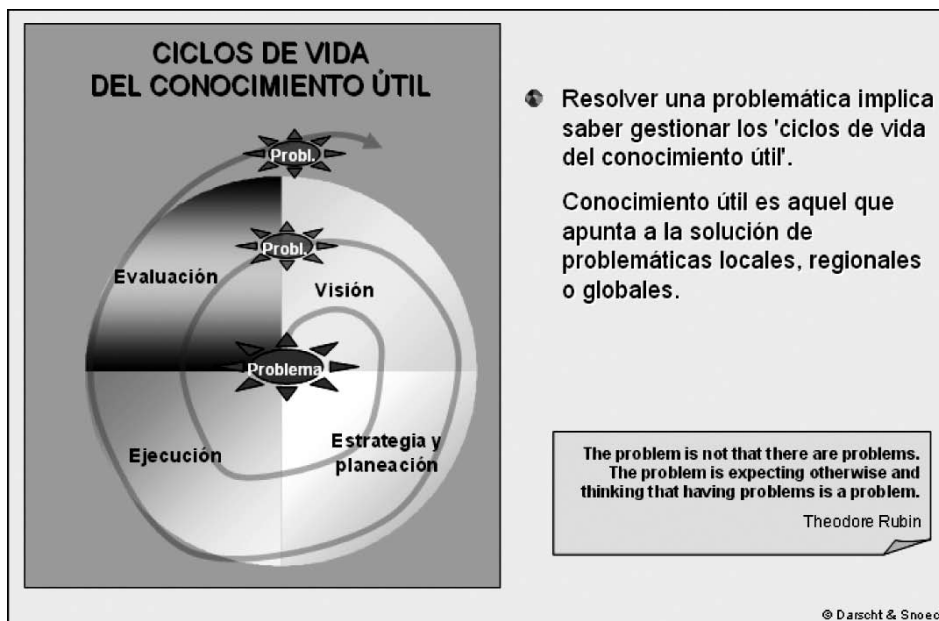 CICLOS DE VIDA
DEL CONOCIMIENTO ÚTIL
Probl.
Probl.
Evaluación
Visión
Problema
Ejecución
Estrategia y
planeación
Resolver una problemática implica
saber gestionar los 'ciclos de vida
del conocimiento útil'.
Conocimiento útil es aquel que
apunta a la solución de
problemáticas locales, regionales
o globales.
The problem is not that there are problems.
The problem is expecting otherwise and
thinking that having problems is a problem.
Theodore Rubin
© Darscht & Snoec